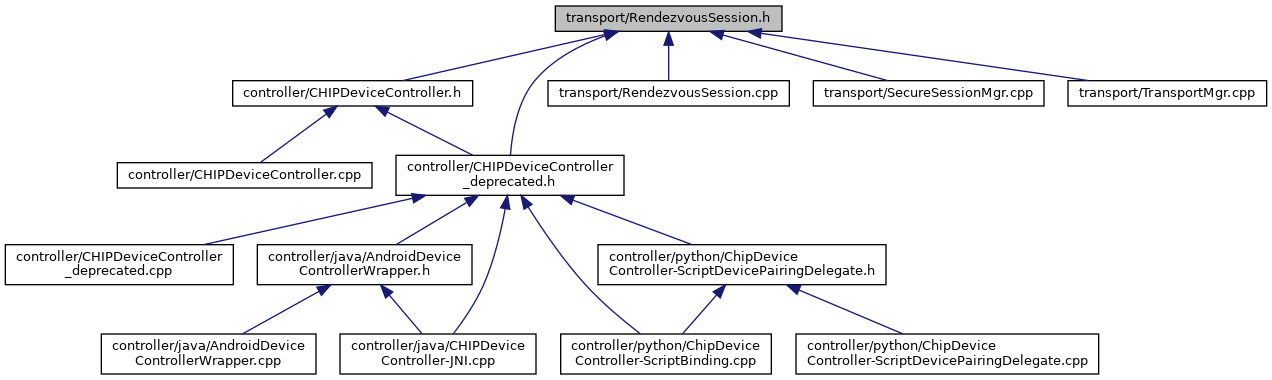 transport/RendezvousSession.h
controller/CHIPDeviceController.h
transport/RendezvousSession.cpp
transport/SecureSessionMgr.cpp
transport/TransportMgr.cpp
controller/CHIPDeviceController.cpp
controller/CHIPDeviceController
_deprecated.h
controller/CHIPDeviceController
_deprecated.cpp
controller/java/AndroidDevice
ControllerWrapper.h
controller/python/ChipDevice
Controller-ScriptDevicePairingDelegate.h
controller/java/AndroidDevice
ControllerWrapper.cpp
controller/java/CHIPDevice
Controller-JNI.cpp
controller/python/ChipDevice
Controller-ScriptBinding.cpp
controller/python/ChipDevice
Controller-ScriptDevicePairingDelegate.cpp